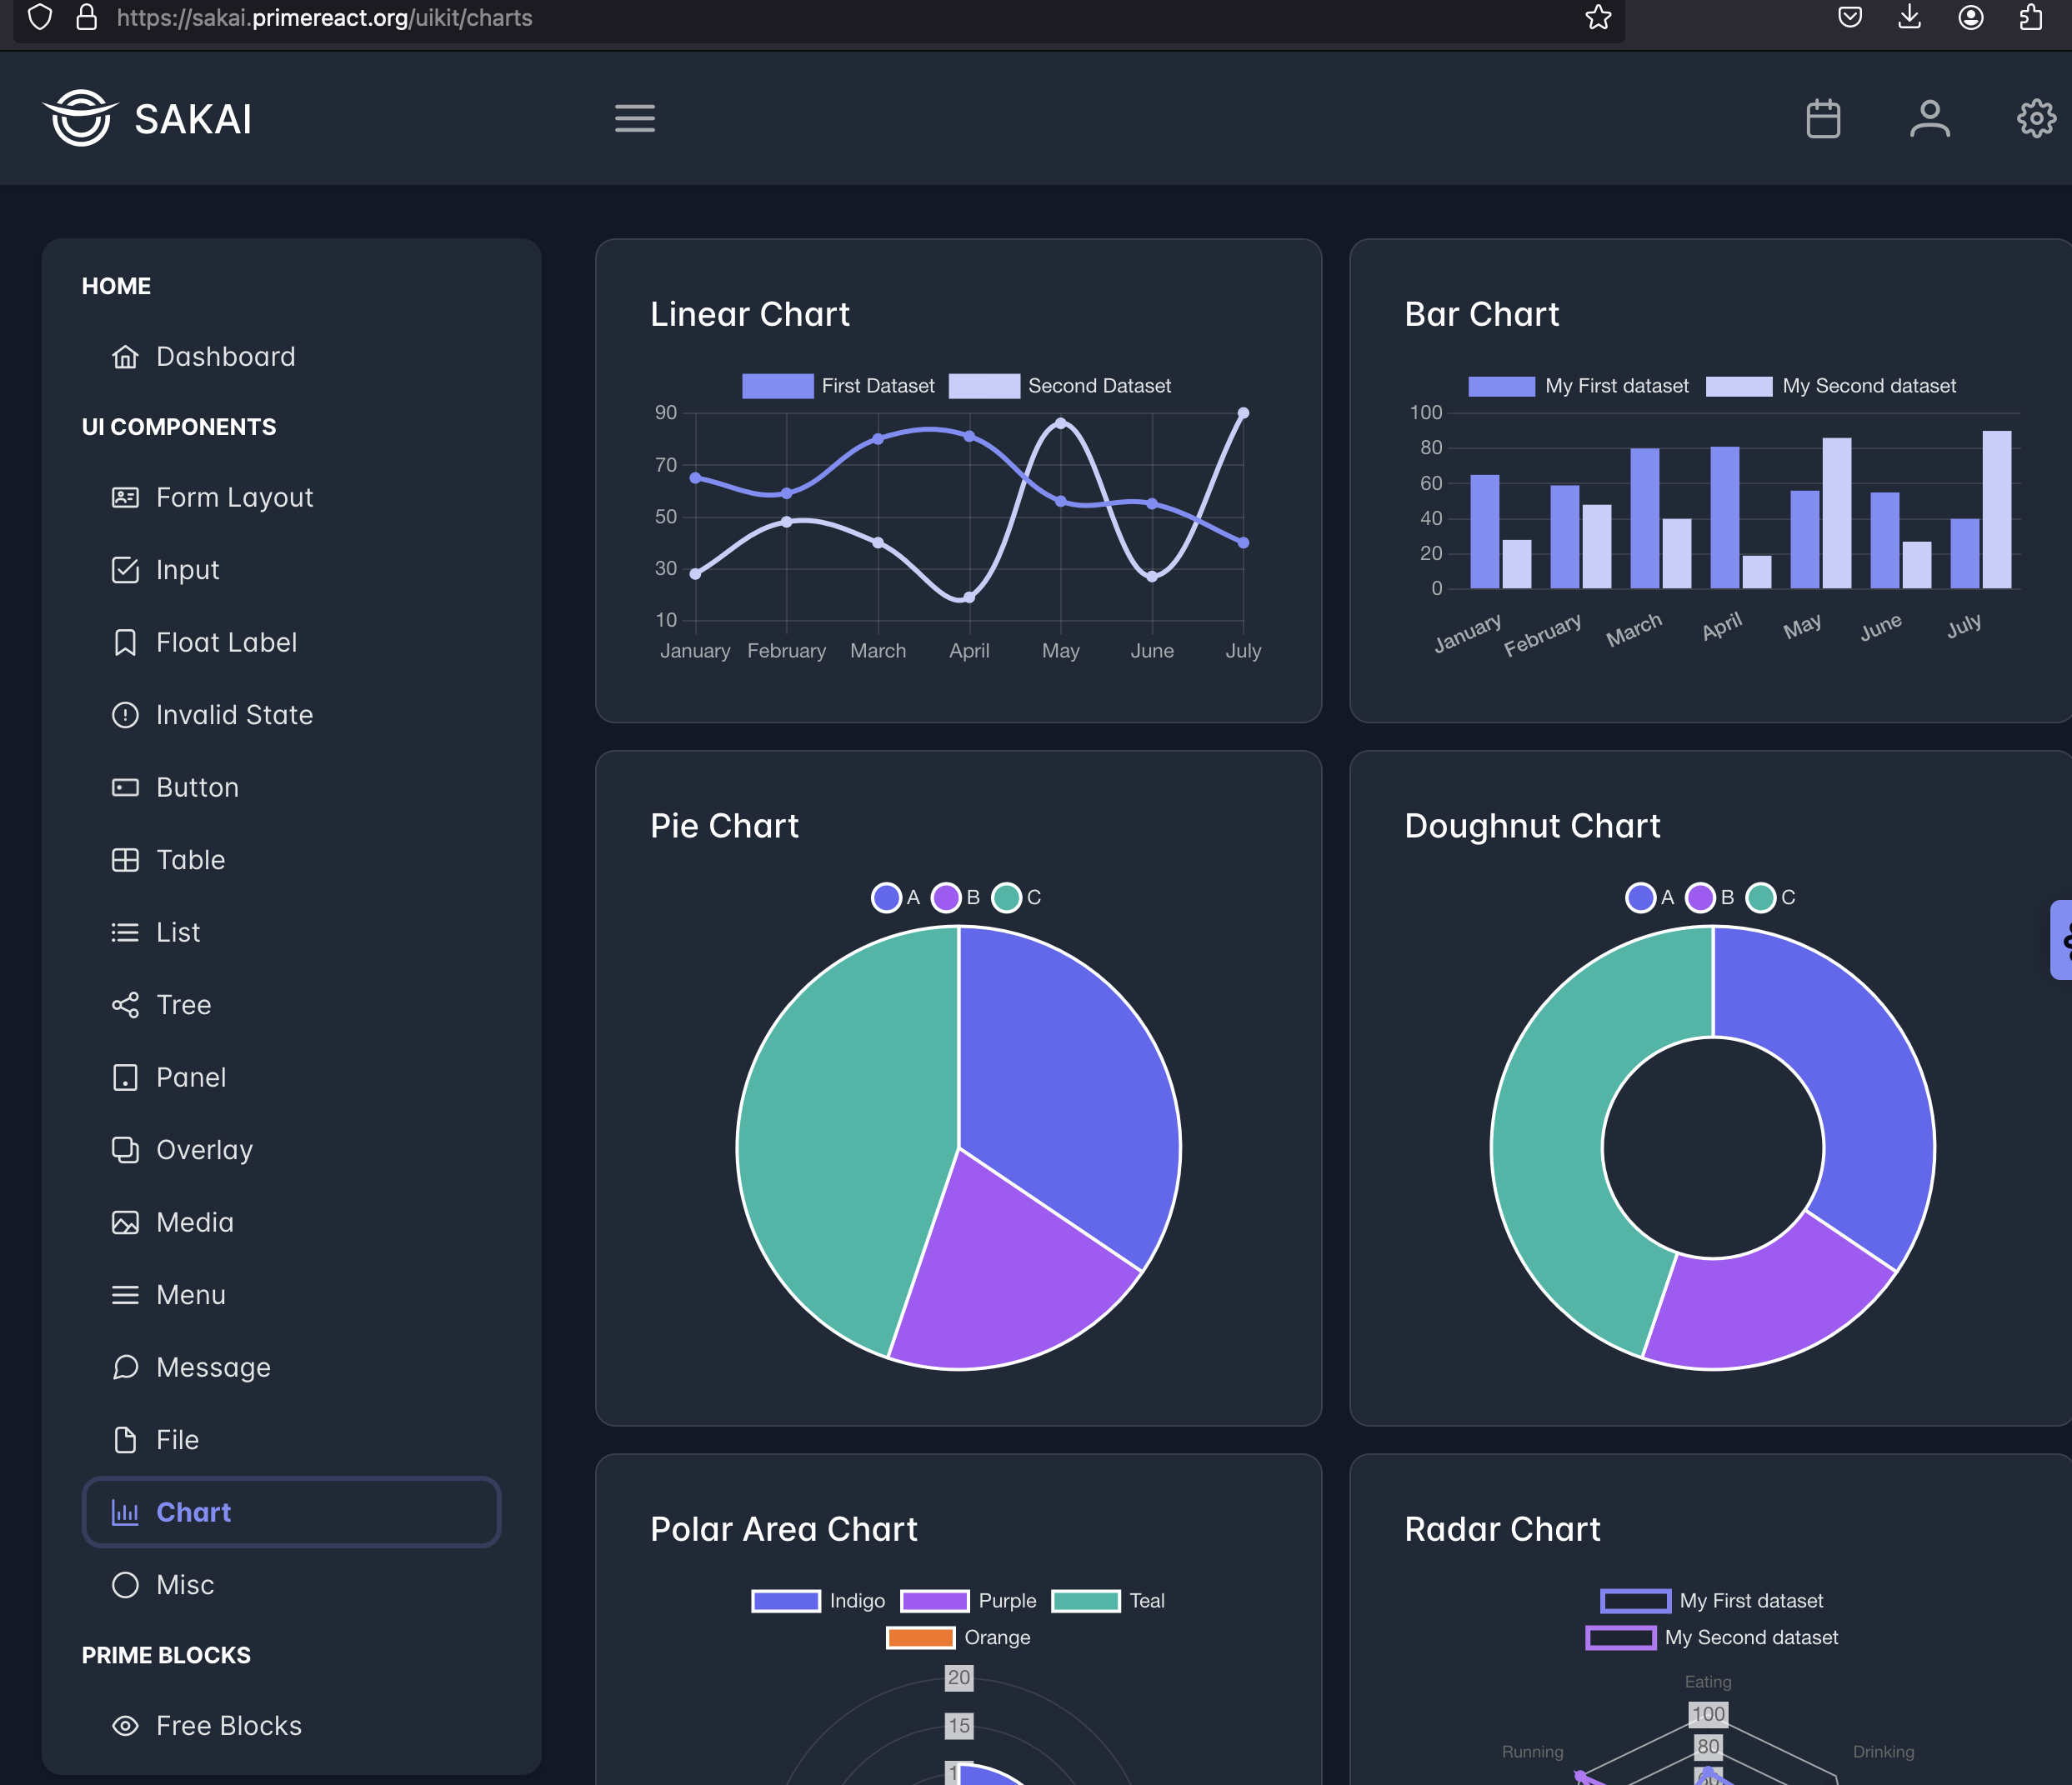 https://sakai.primereact.org/uikit/charts
SAKAI
HOME
Dashboard
UI COMPONENTS
Form Layout
Input
Float Label
Invalid State
Button
Table
List
Tree
Panel
Overlay
Media
Menu
Message
File
Chart
Misc
PRIME BLOCKS
Free Blocks
Linear Chart
First Dataset Second Dataset
90
70
50
30
10
January February March April May June July
Bar Chart
My First dataset My Second dataset
100
80
60
40
20
0
January February March April May June July
Pie Chart
A B C
Doughnut Chart
A B C
Polar Area Chart
Indigo Purple Teal
Orange
20
15
Radar Chart
My First dataset
My Second dataset
Eating
100
Running 80 Drinking
60